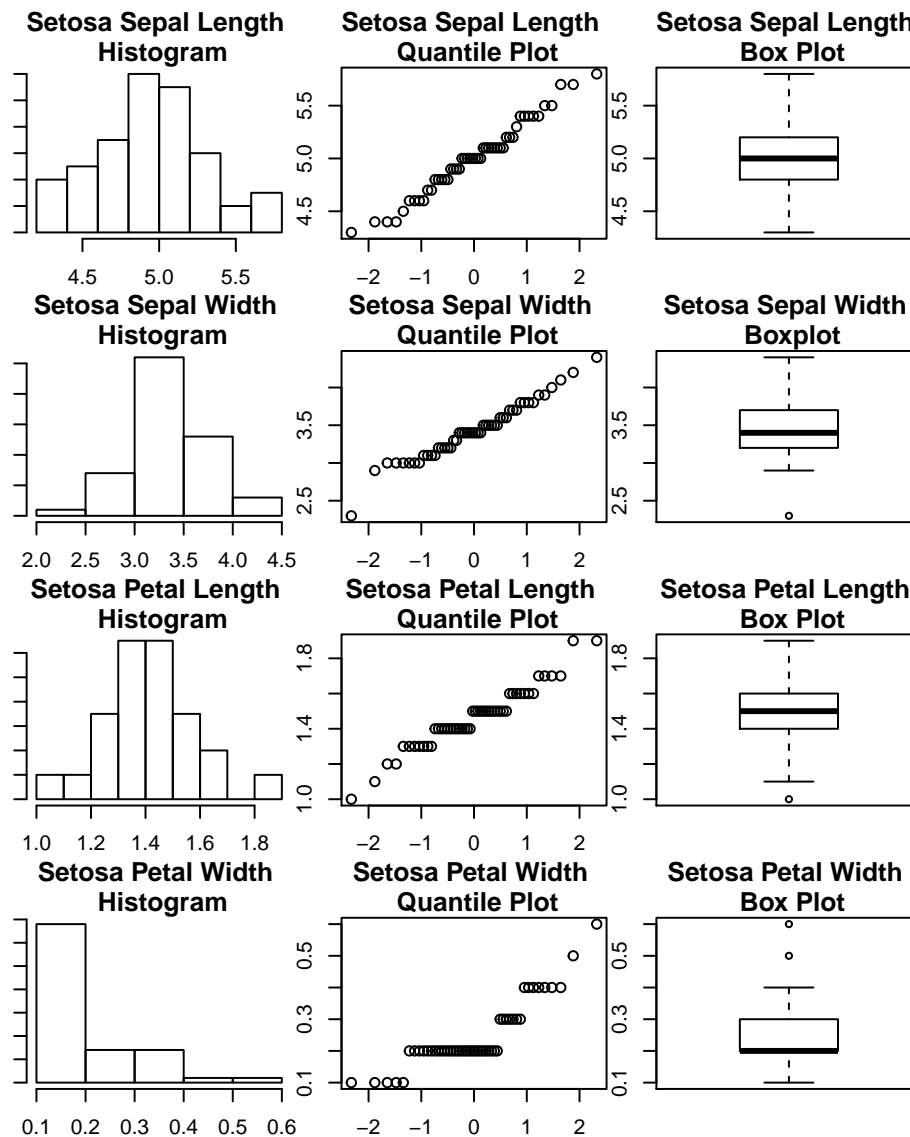 Setosa Sepal Length
Histogram
Setosa Sepal Length
Quantile Plot
Setosa Sepal Length
Box Plot
4.5 5.0 5.5
4.5 5.0 5.5
−2 −1 0 1 2
4.5 5.0 5.5
Setosa Sepal Width
Histogram
Setosa Sepal Width
Quantile Plot
Setosa Sepal Width
Boxplot
2.0 2.5 3.0 3.5 4.0 4.5
2.5 3.5
−2 −1 0 1 2
2.5 3.5
Setosa Petal Length
Histogram
Setosa Petal Length
Quantile Plot
Setosa Petal Length
Box Plot
1.0 1.2 1.4 1.6 1.8
1.0 1.4 1.8
−2 −1 0 1 2
1.0 1.4 1.8
Setosa Petal Width
Histogram
Setosa Petal Width
Quantile Plot
Setosa Petal Width
Box Plot
0.1 0.2 0.3 0.4 0.5 0.6
0.1 0.3 0.5
−2 −1 0 1 2
0.1 0.3 0.5